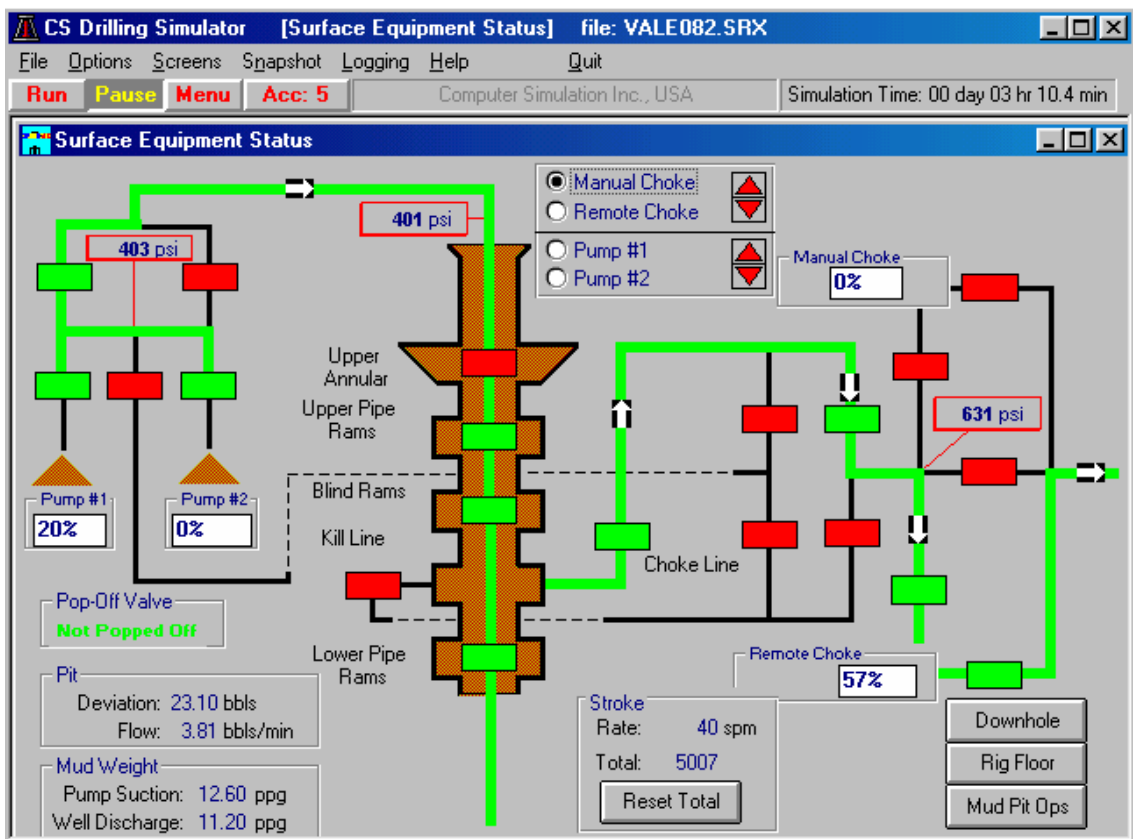 CS Drilling Simulator [Surface Equipment Status] file: VALE082.SRX
File Options Screens Snapshot Logging Help Quit
Run Pause Menu Acc: 5 Computer Simulation Inc., USA Simulation Time: 00 day 03 hr 10.4 min
Surface Equipment Status
Manual Choke
Remote Choke
Pump #1
Pump #2
401 psi
403 psi
Manual Choke
0%
Upper
Annular
Upper Pipe
Rams
631 psi
Blind Rams
Pump #1
20%
Pump #2
0%
Kill Line
Choke Line
Pop-Off Valve
Not Popped Off
Lower Pipe
Rams
Remote Choke
57%
Pit
Deviation: 23.10 bbls
Flow: 3.81 bbls/min
Stroke
Rate: 40 spm
Total: 5007
Reset Total
Mud Weight
Pump Suction: 12.60 ppg
Well Discharge: 11.20 ppg
Downhole
Rig Floor
Mud Pit Ops